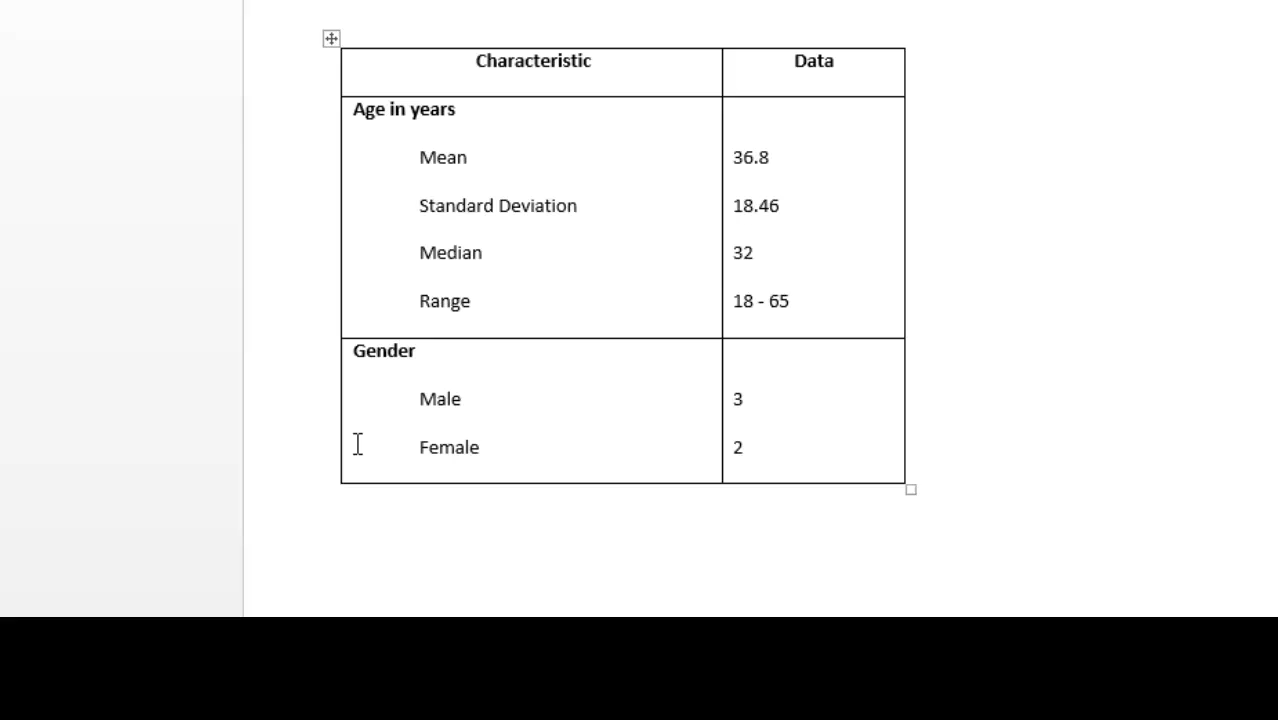 Characteristic Data
Age in years
Mean 36.8
Standard Deviation 18.46
Median 32
Range 18 - 65
Gender
Male 3
Female 2